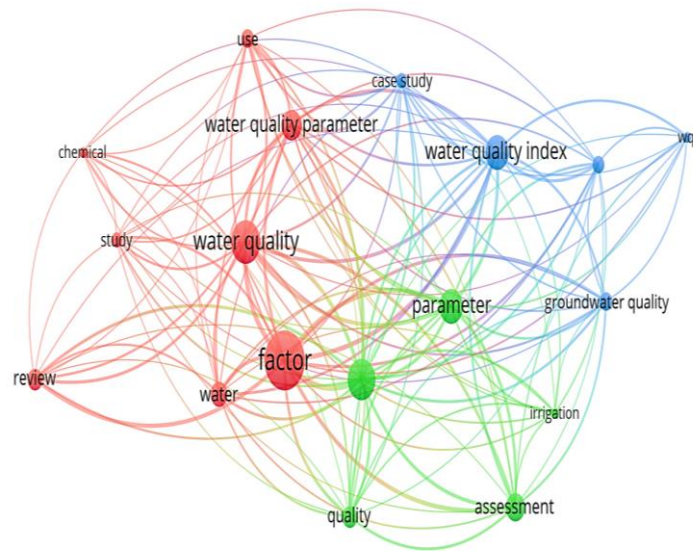 use
case study
water quality parameter
wq
water quality index
chemical
study
water quality
parameter
groundwater quality
factor
review
water
irrigation
assessment
quality